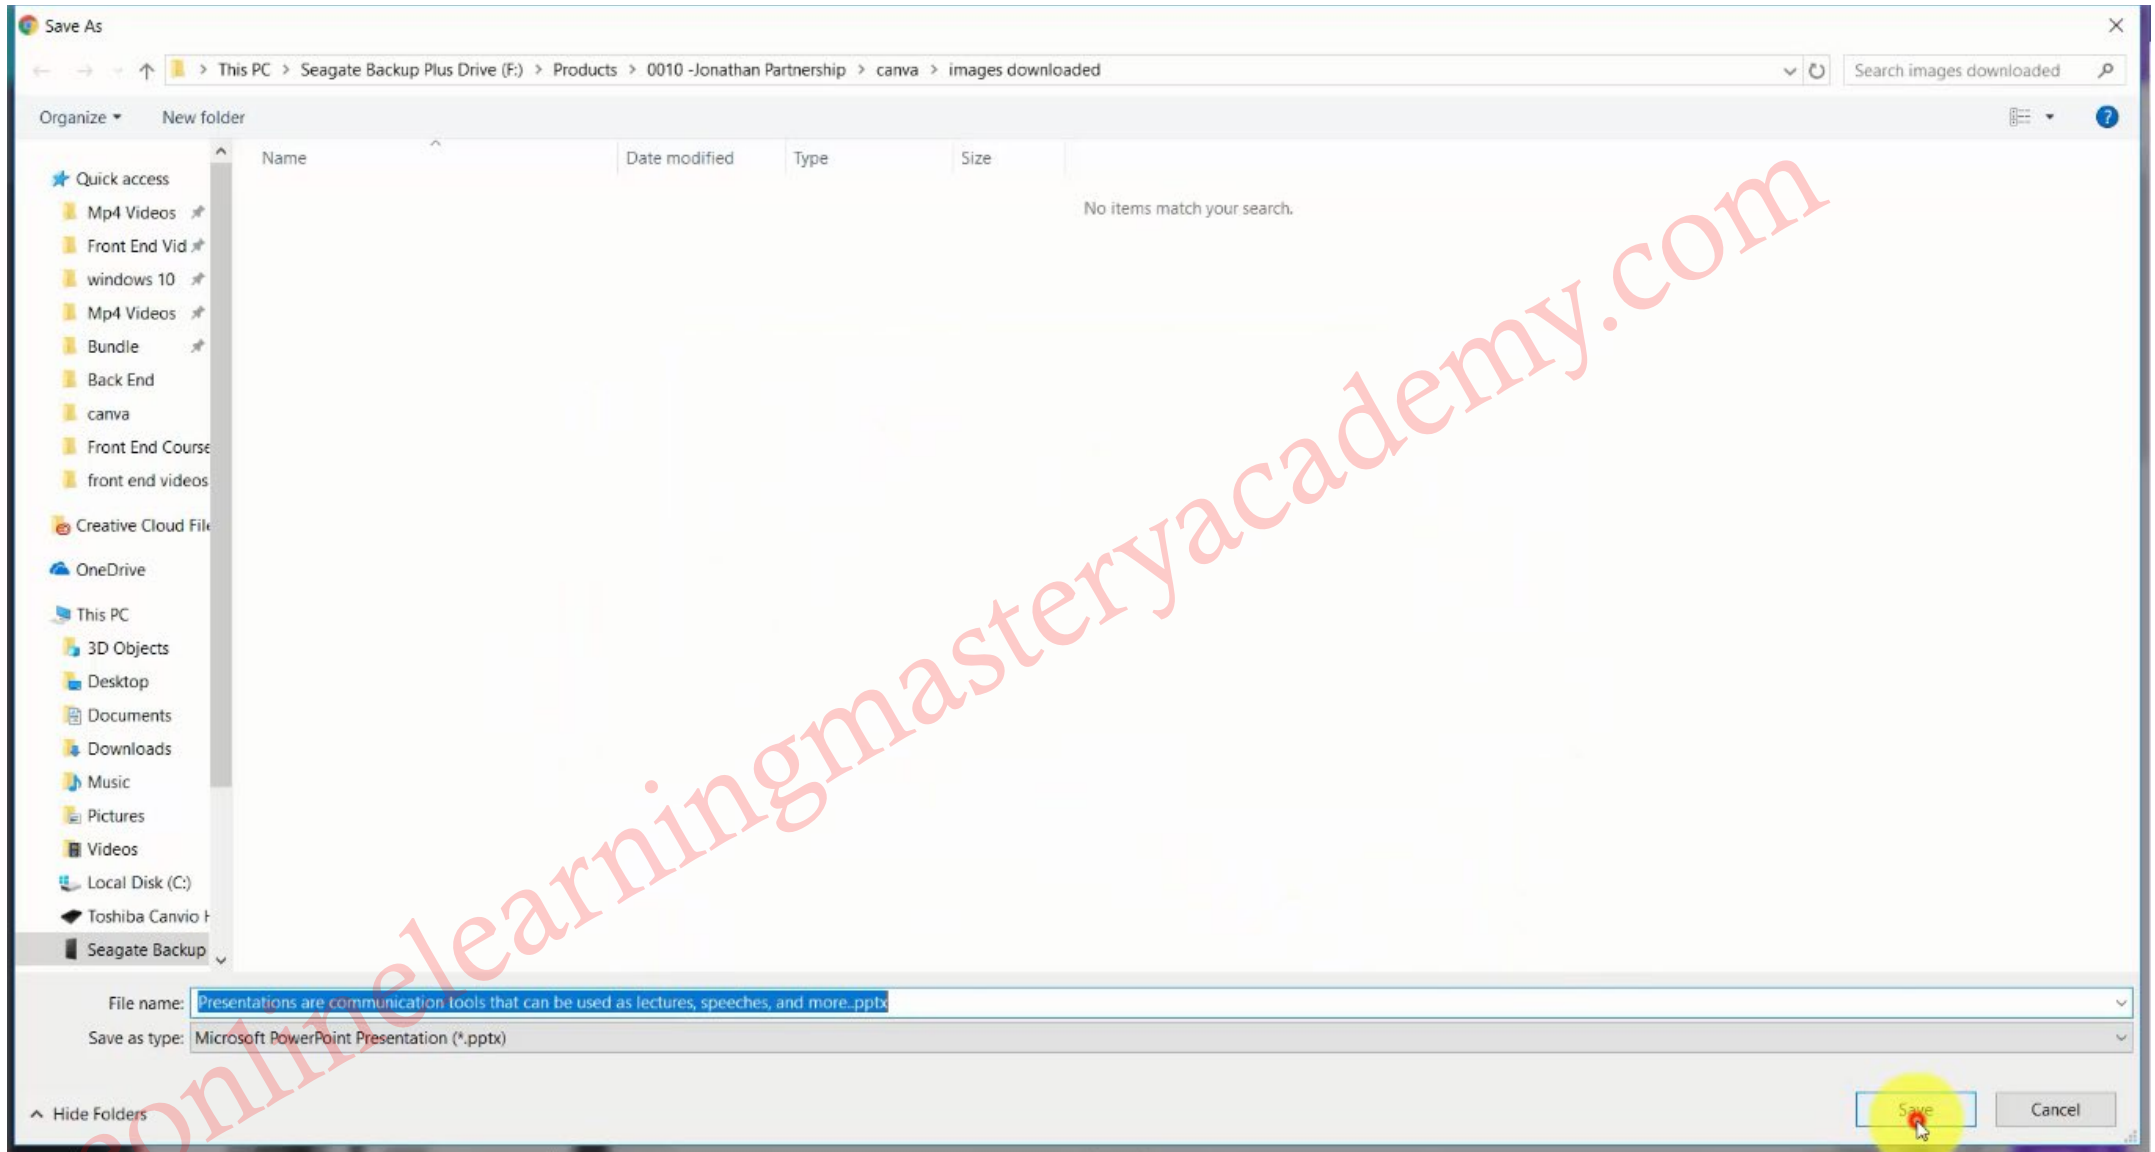 Save As
This PC > Seagate Backup Plus Drive (F:) > Products > 0010 -Jonathan Partnership > canva > images downloaded
Search images downloaded
Organize
New folder
Name
Date modified
Type
Size
No items match your search.
Quick access
Mp4 Videos
Front End Vid
windows 10
Mp4 Videos
Bundle
Back End
canva
Front End Course
front end videos
Creative Cloud File
OneDrive
This PC
3D Objects
Desktop
Documents
Downloads
Music
Pictures
Videos
Local Disk (C:)
Toshiba Canvio H
Seagate Backup
File name: Presentations are communication tools that can be used as lectures, speeches, and more..pptx
Save as type: Microsoft PowerPoint Presentation (*.pptx)
Hide Folders
Save
Cancel
onlinelearningmasteryacademy.com